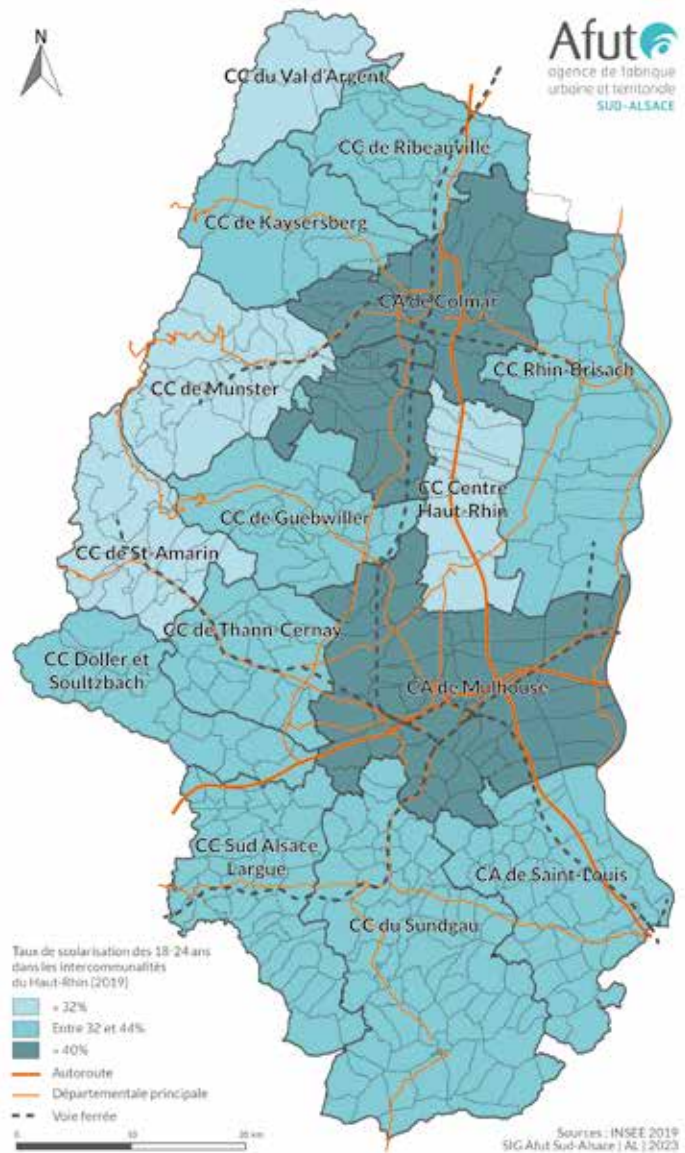 N
Afut
agence de fabrique
urbaine et territoriale
SUD-ALSACE
CC du Val d'Argent
CC de Ribeauville
CC de Kaysersberg
CA de Colmar
CC Rhin-Brisach
CC de Munster
CC Centre
Haut-Rhin
CC de Guebwiller
CC de St-Amarin
CC de Thann-Cernay
CC Doller et
Soultzbach
CA de Mulhouse
CC Sud Alsace
Largue
CA de Saint-Louis
CC du Sundgau
Taux de scolarisation des 18-24 ans
dans les intercommunalités
du Haut-Rhin (2019)
< 32%
Entre 32 et 44%
> 40%
Autoroute
Départementale principale
Voie ferrée
0 10 20 km
Sources : INSEE 2019
SIG Afut Sud-Alsace | AL | 2023